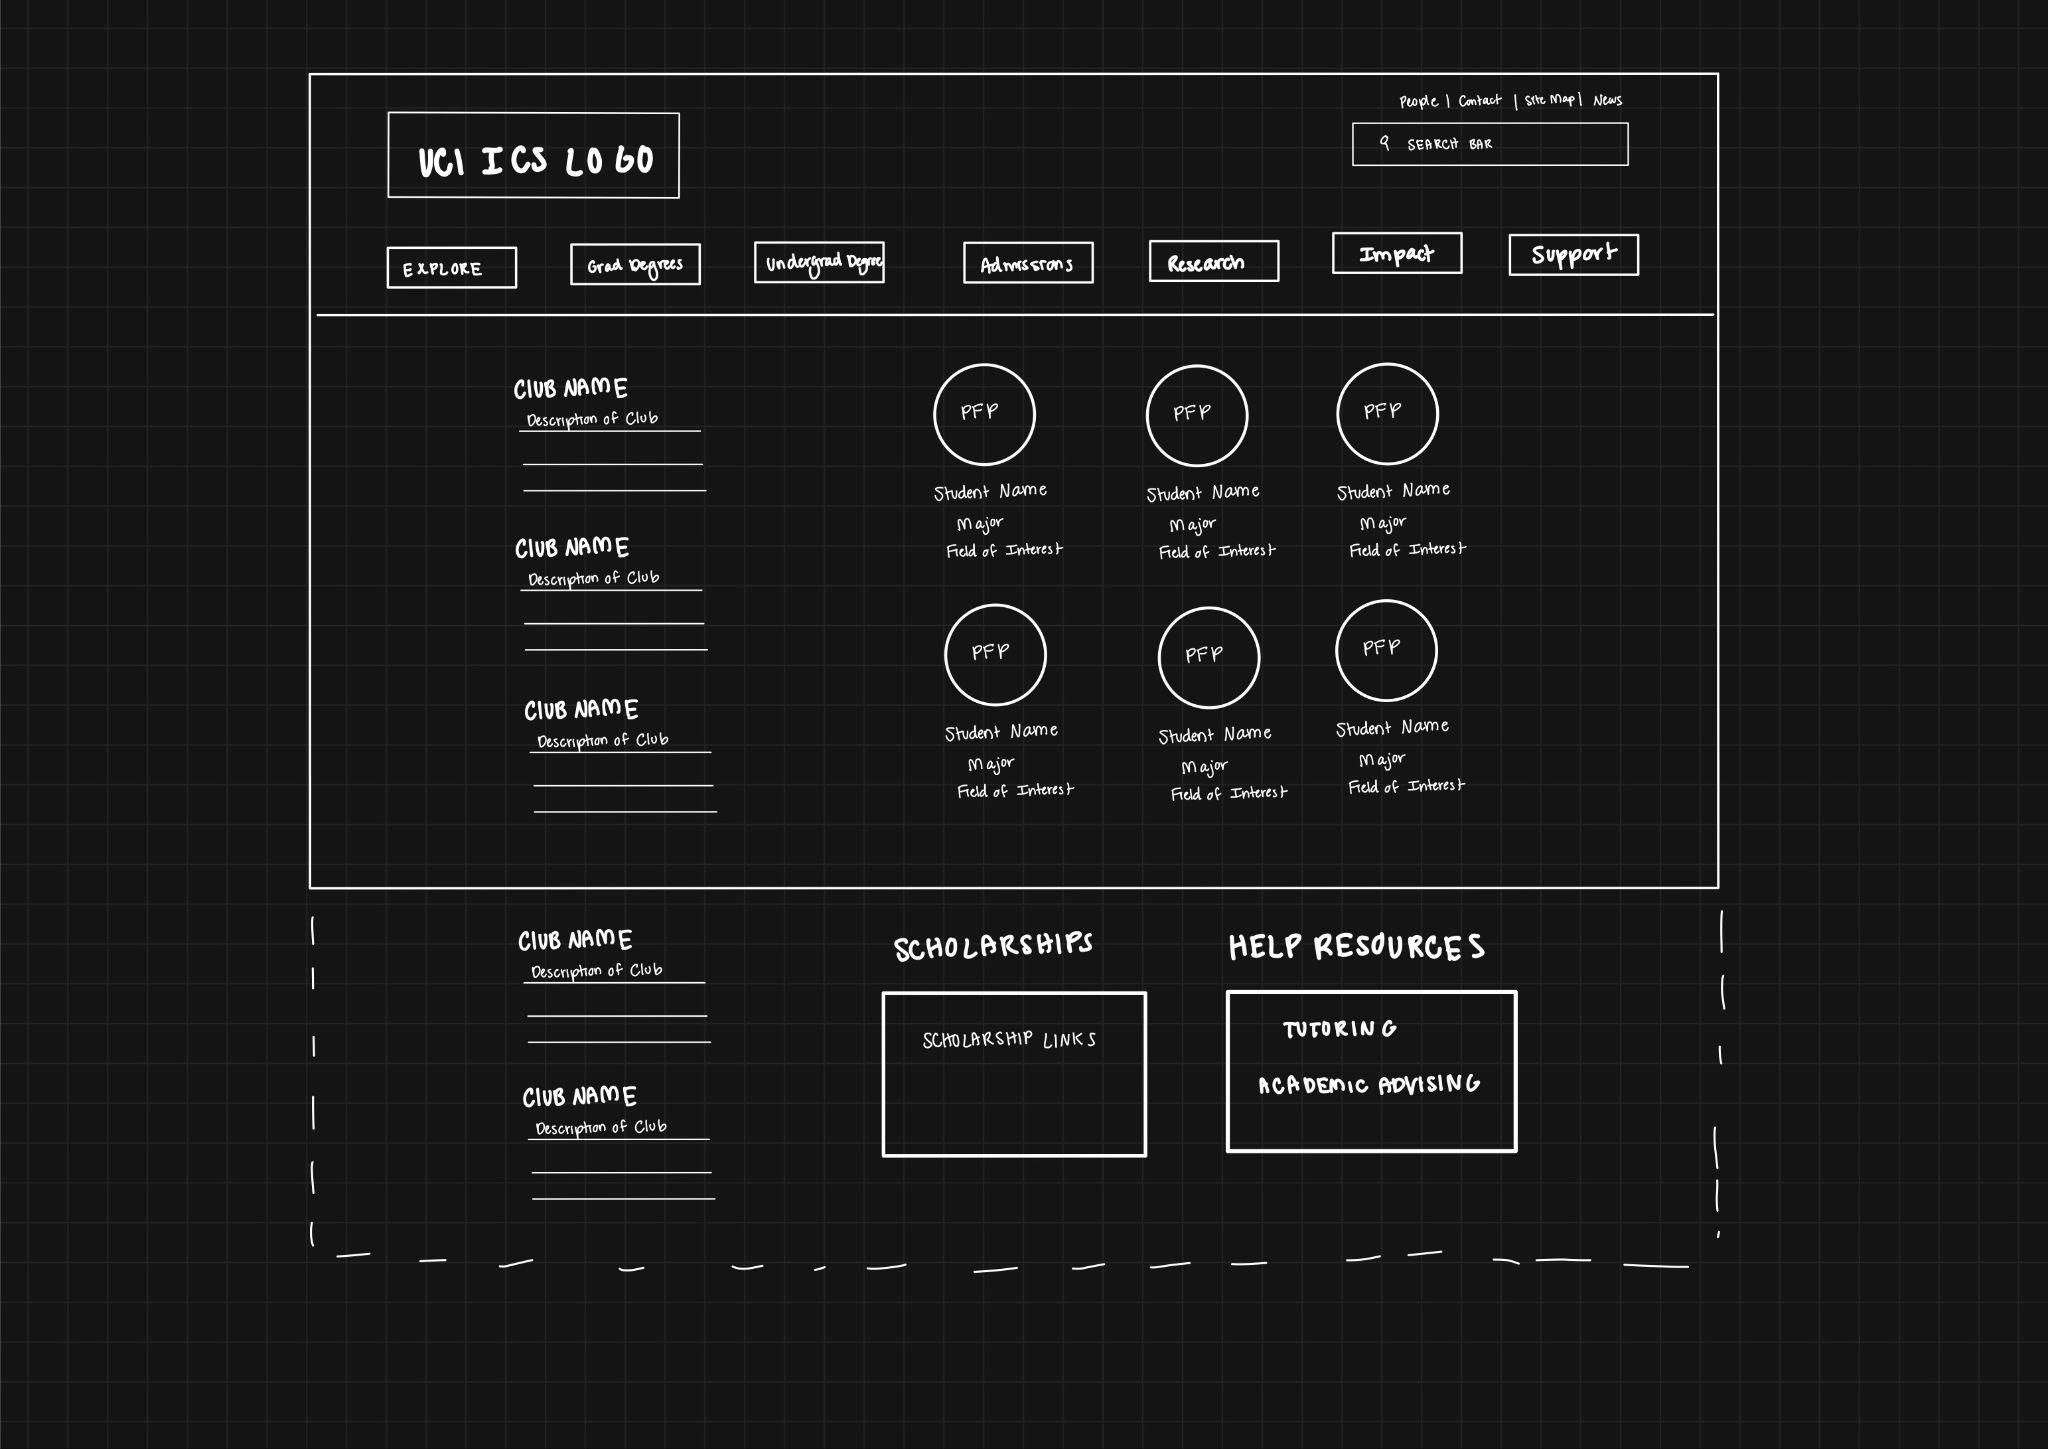 People | Contact | Site Map | News
UCI ICS LOGO
SEARCH BAR
EXPLORE
Grad Degrees
Undergrad Degree
Admissions
Research
Impact
Support
CLUB NAME
Description of Club
CLUB NAME
Description of Club
CLUB NAME
Description of Club
PFP
Student Name
Major
Field of Interest
PFP
Student Name
Major
Field of Interest
PFP
Student Name
Major
Field of Interest
PFP
Student Name
Major
Field of Interest
PFP
Student Name
Major
Field of Interest
PFP
Student Name
Major
Field of Interest
CLUB NAME
Description of Club
CLUB NAME
Description of Club
SCHOLARSHIPS
SCHOLARSHIP LINKS
HELP RESOURCES
TUTORING
ACADEMIC ADVISING